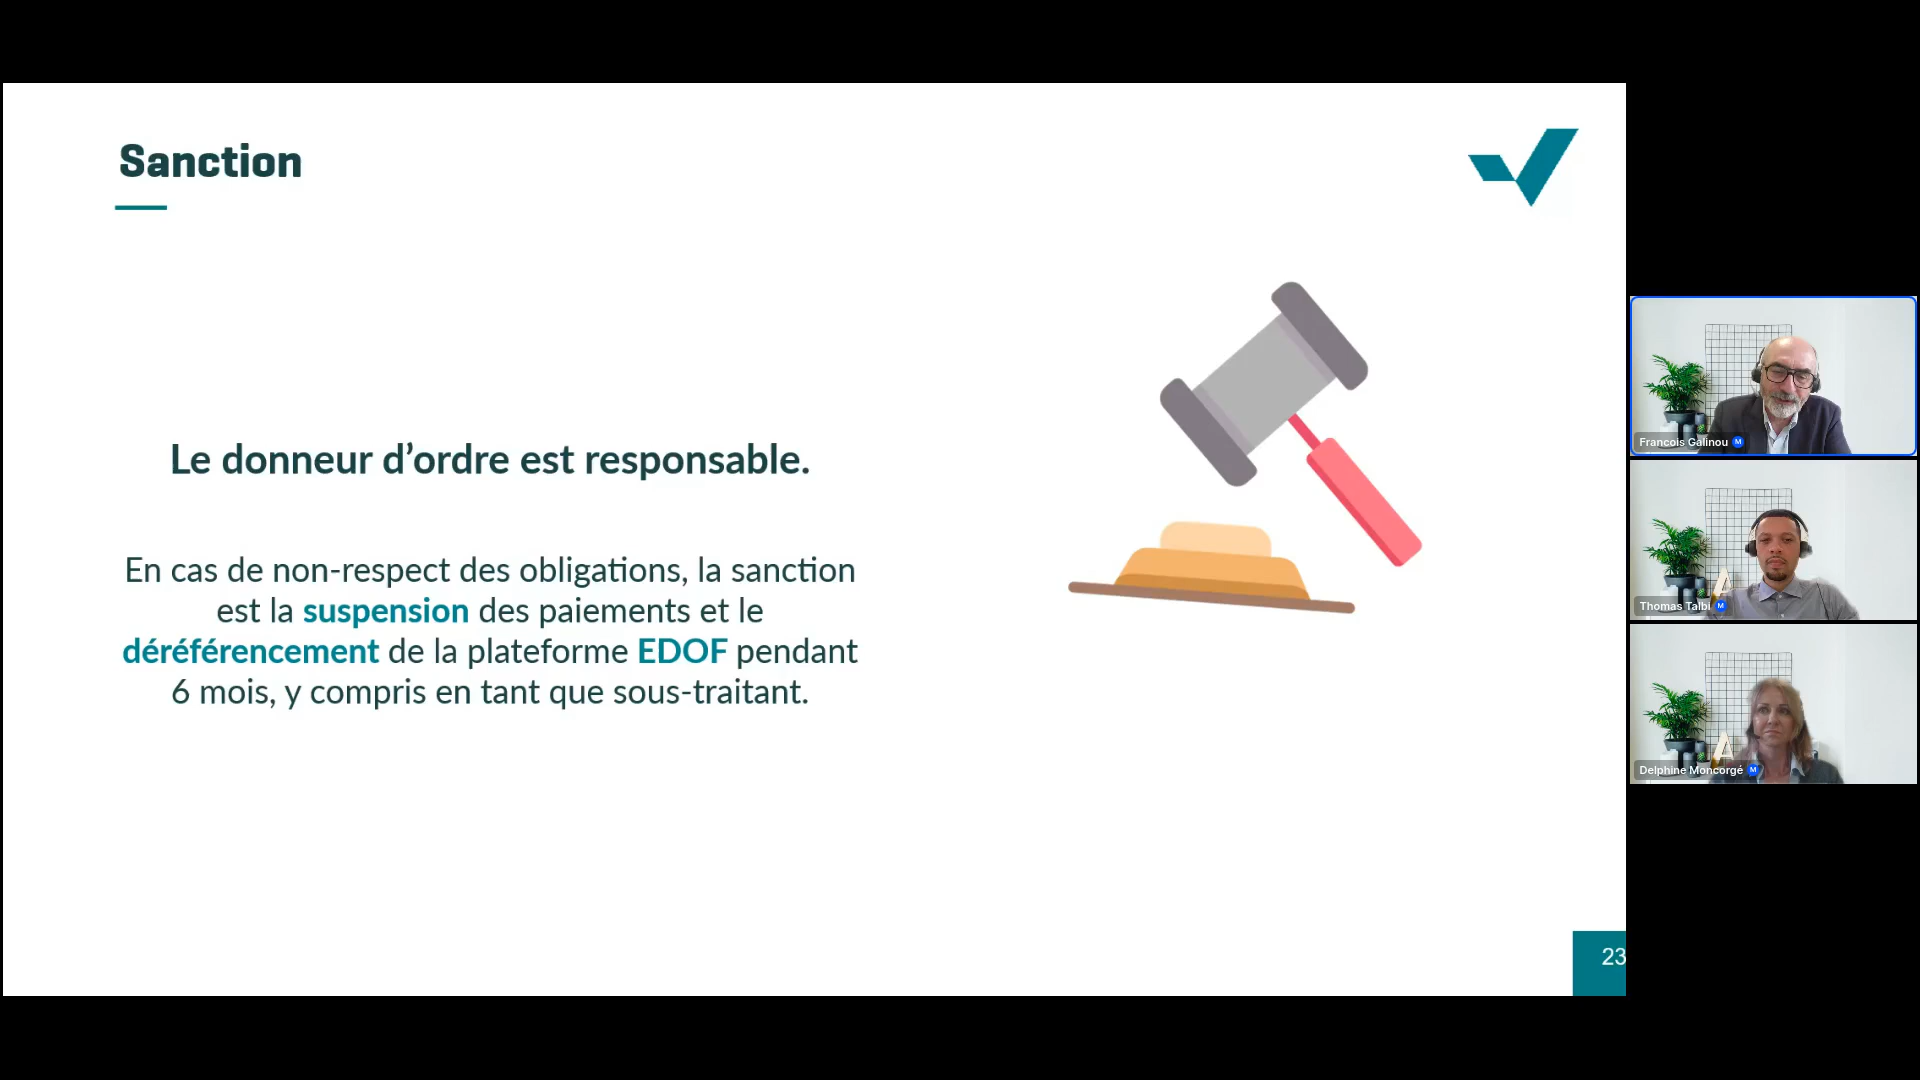 Sanction
Le donneur d’ordre est responsable.
En cas de non-respect des obligations, la sanction
est la suspension des paiements et le
déréférencement de la plateforme EDOF pendant
6 mois, y compris en tant que sous-traitant.
23
Francois Galinou M
Thomas Talbi M
Delphine Moncorgé M